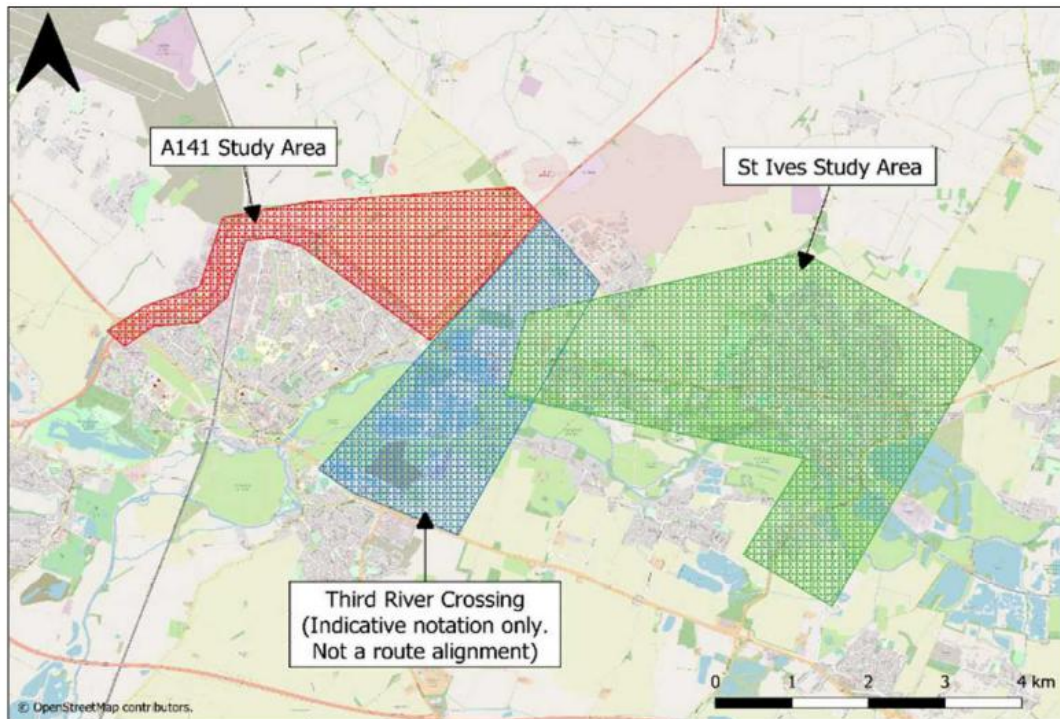 A141 Study Area
St Ives Study Area
Third River Crossing
(Indicative notation only.
Not a route alignment)
0 1 2 3 4 km
© OpenStreetMap contributors.